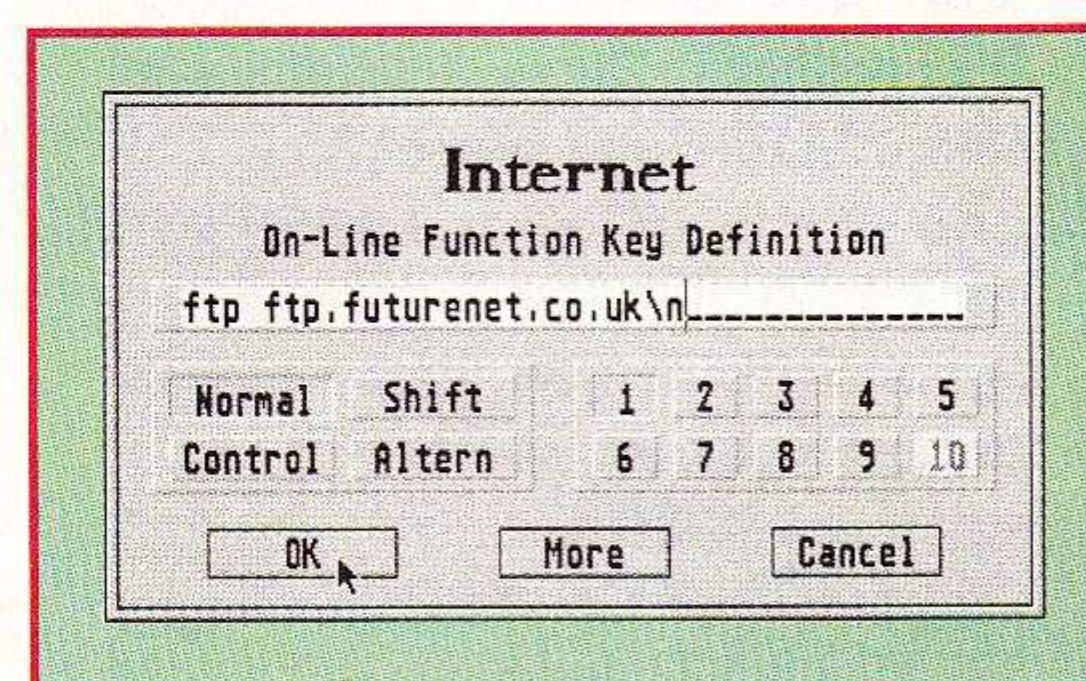 Internet
On-Line Function Key Definition
ftp ftp.futurenet.co.uk\n______________
Normal Shift 1 2 3 4 5
Control Altern 6 7 8 9 10
OK More Cancel